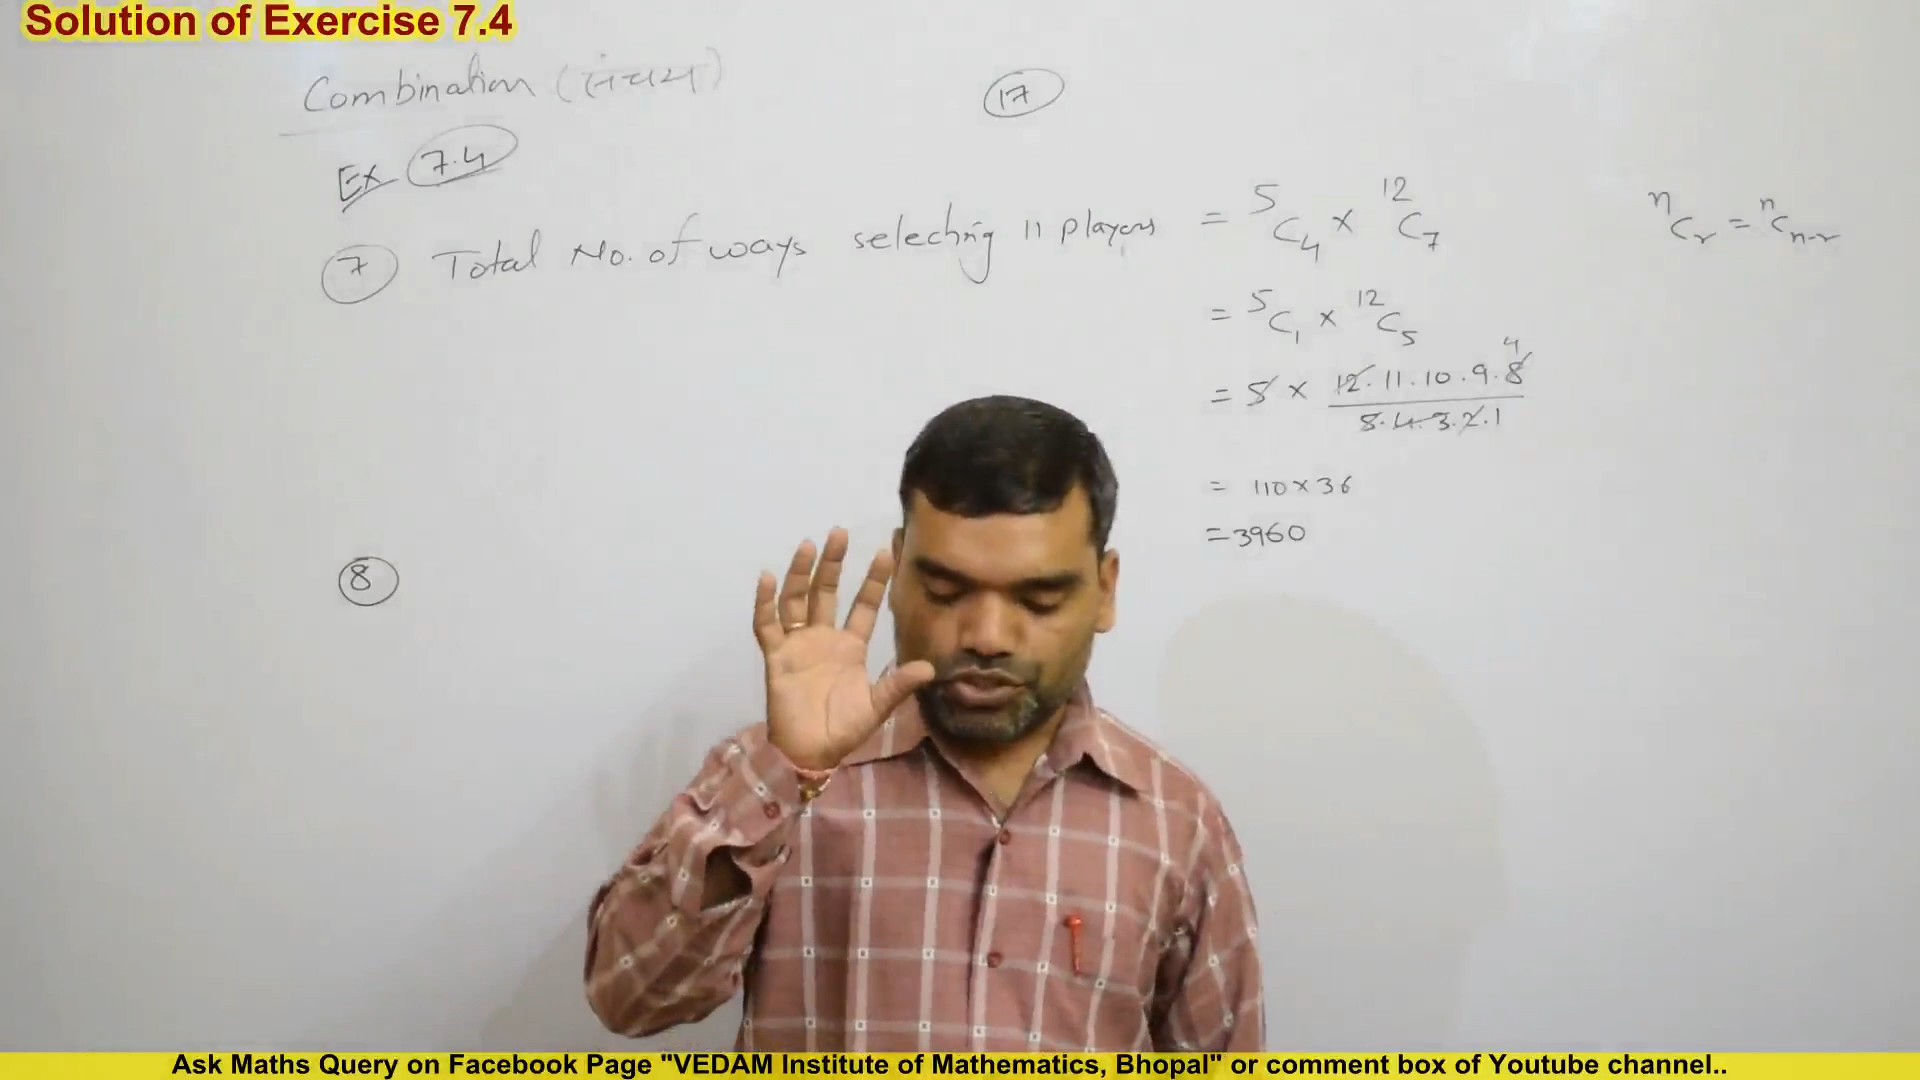 Solution of Exercise 7.4
Combination (संचय)
17
Ex 7.4
7 Total No. of ways selecting 11 players = ⁵C₄ × ¹²C₇
ⁿCᵣ = ⁿCₙ₋ᵣ
= ⁵C₁ × ¹²C₅
4
= 5 × 12.11.10.9.8
5.4.3.2.1
= 110×36
= 3960
8
Ask Maths Query on Facebook Page "VEDAM Institute of Mathematics, Bhopal" or comment box of Youtube channel..